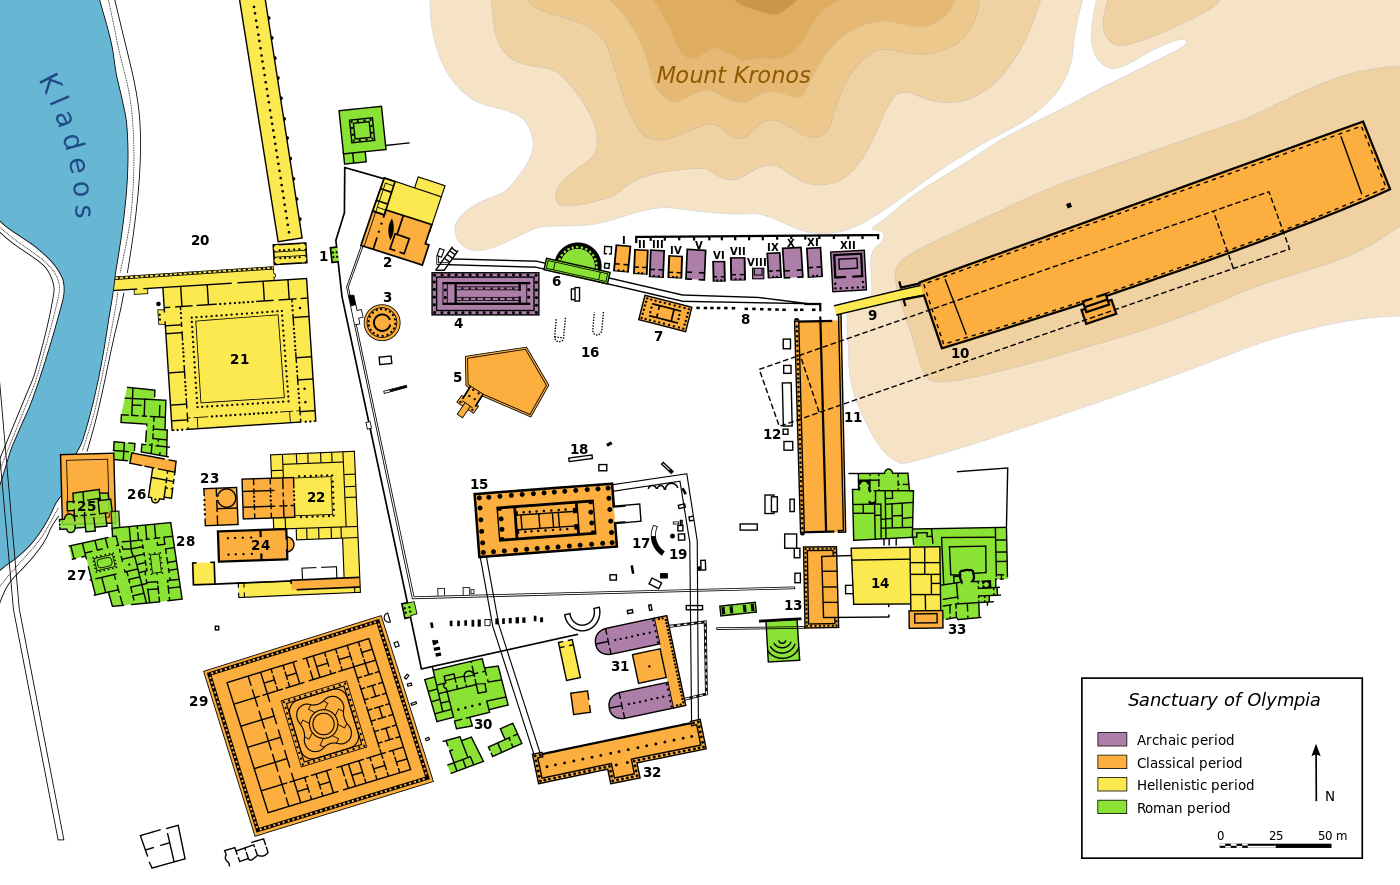 Kladeos
Mount Kronos
20
1
2
3
4
5
6
7
8
9
10
11
12
13
14
15
16
17
18
19
21
22
23
24
25
26
27
28
29
30
31
32
33
I
II
III
IV
V
VI
VII
VIII
IX
X
XI
XII
Sanctuary of Olympia
Archaic period
Classical period
Hellenistic period
Roman period
N
0 25 50 m